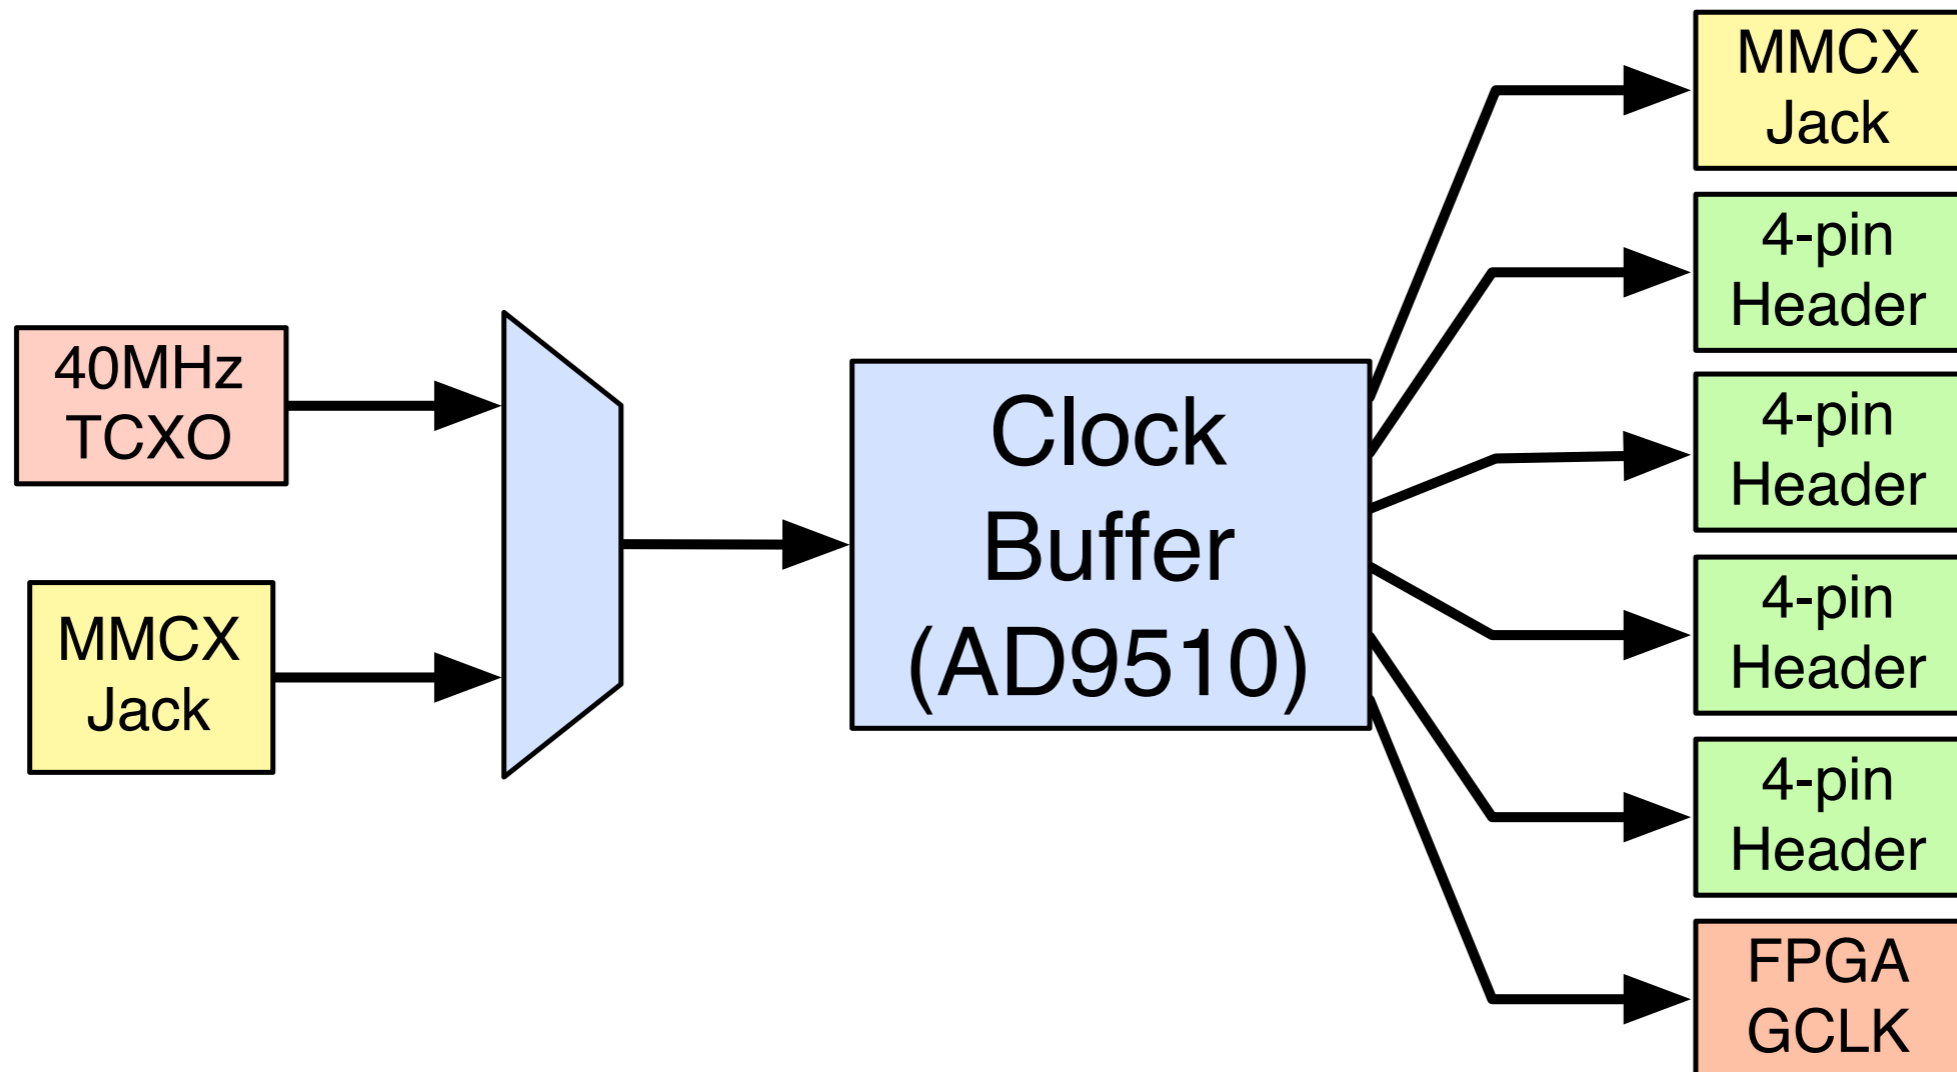 40MHz
TCXO
MMCX
Jack
Clock
Buffer
(AD9510)
MMCX
Jack
4-pin
Header
4-pin
Header
4-pin
Header
4-pin
Header
FPGA
GCLK